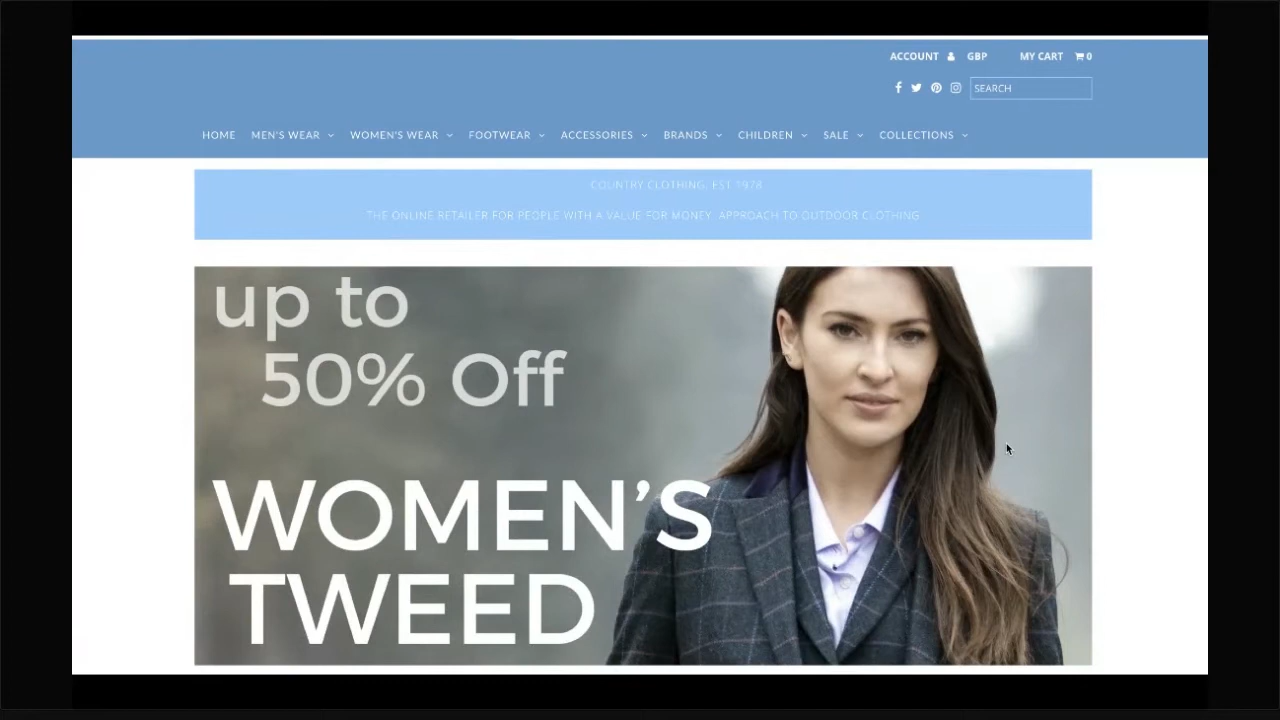 ACCOUNT GBP MY CART 0
SEARCH
HOME MEN'S WEAR WOMEN'S WEAR FOOTWEAR ACCESSORIES BRANDS CHILDREN SALE COLLECTIONS
COUNTRY CLOTHING, EST 1978
THE ONLINE RETAILER FOR PEOPLE WITH A VALUE FOR MONEY APPROACH TO OUTDOOR CLOTHING
up to
50% Off
WOMEN'S
TWEED